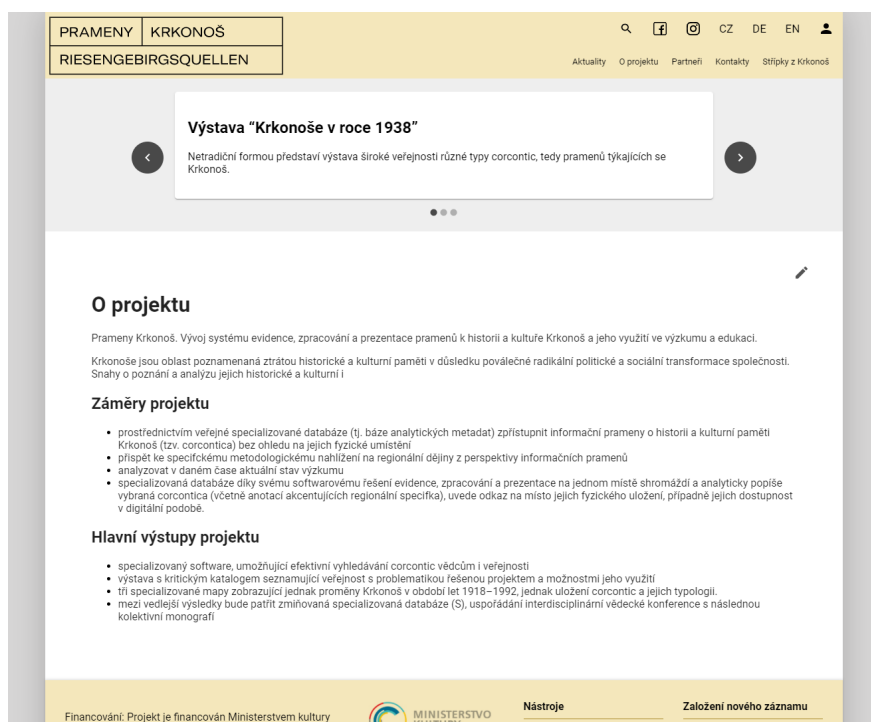 PRAMENY KRKONOŠ
RIESENGEBIRGSQUELLEN
CZ DE EN
Aktuality O projektu Partneři Kontakty Střípky z Krkonoš
Výstava “Krkonoše v roce 1938”
Netradiční formou představí výstava široké veřejnosti různé typy corcontic, tedy pramenů týkajících se
Krkonoš.
O projektu
Prameny Krkonoš. Vývoj systému evidence, zpracování a prezentace pramenů k historii a kultuře Krkonoš a jeho využití ve výzkumu a edukaci.
Krkonoše jsou oblast poznamenaná ztrátou historické a kulturní paměti v důsledku poválečné radikální politické a sociální transformace společnosti.
Snahy o poznání a analýzu jejich historické a kulturní i
Záměry projektu
prostřednictvím veřejné specializované databáze (tj. báze analytických metadat) zpřístupnit informační prameny o historii a kulturní paměti
Krkonoš (tzv. corcontica) bez ohledu na jejich fyzické umístění
přispět ke specifckému metodologickému nahlížení na regionální dějiny z perspektivy informačních pramenů
analyzovat v daném čase aktuální stav výzkumu
specializovaná databáze díky svému softwarovému řešení evidence, zpracování a prezentace na jednom místě shromáždí a analyticky popíše
vybraná corcontica (včetně anotací akcentujících regionální specifka), uvede odkaz na místo jejich fyzického uložení, případně jejich dostupnost
v digitální podobě.
Hlavní výstupy projektu
specializovaný software, umožňující efektivní vyhledávání corcontic vědcům i veřejnosti
výstava s kritickým katalogem seznamující veřejnost s problematikou řešenou projektem a možnostmi jeho využití
tři specializované mapy zobrazující jednak proměny Krkonoš v období let 1918–1992, jednak uložení corcontic a jejich typologii.
mezi vedlejší výsledky bude patřit zmiňovaná specializovaná databáze (S), uspořádání interdisciplinární vědecké konference s následnou
kolektivní monografi
Financování: Projekt je financován Ministerstvem kultury
MINISTERSTVO
KULTURY
Nástroje
Založení nového záznamu